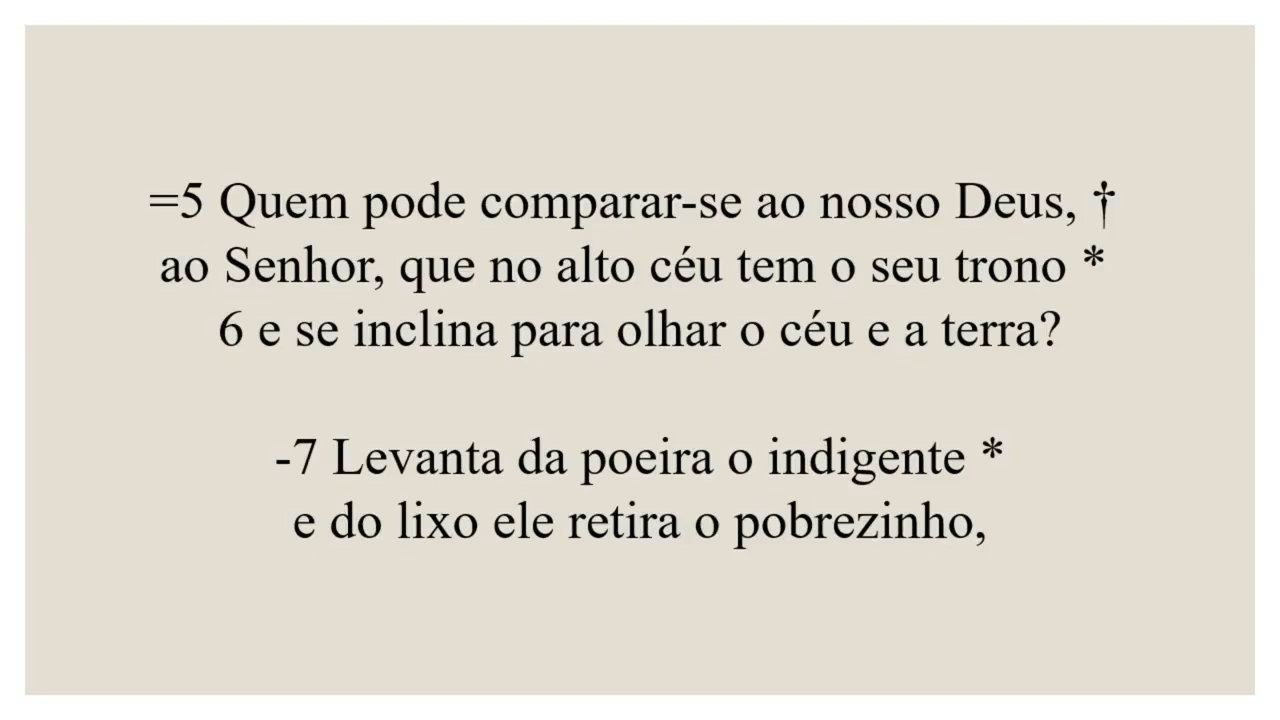 =5 Quem pode comparar-se ao nosso Deus, †
ao Senhor, que no alto céu tem o seu trono *
6 e se inclina para olhar o céu e a terra?
-7 Levanta da poeira o indigente *
e do lixo ele retira o pobrezinho,